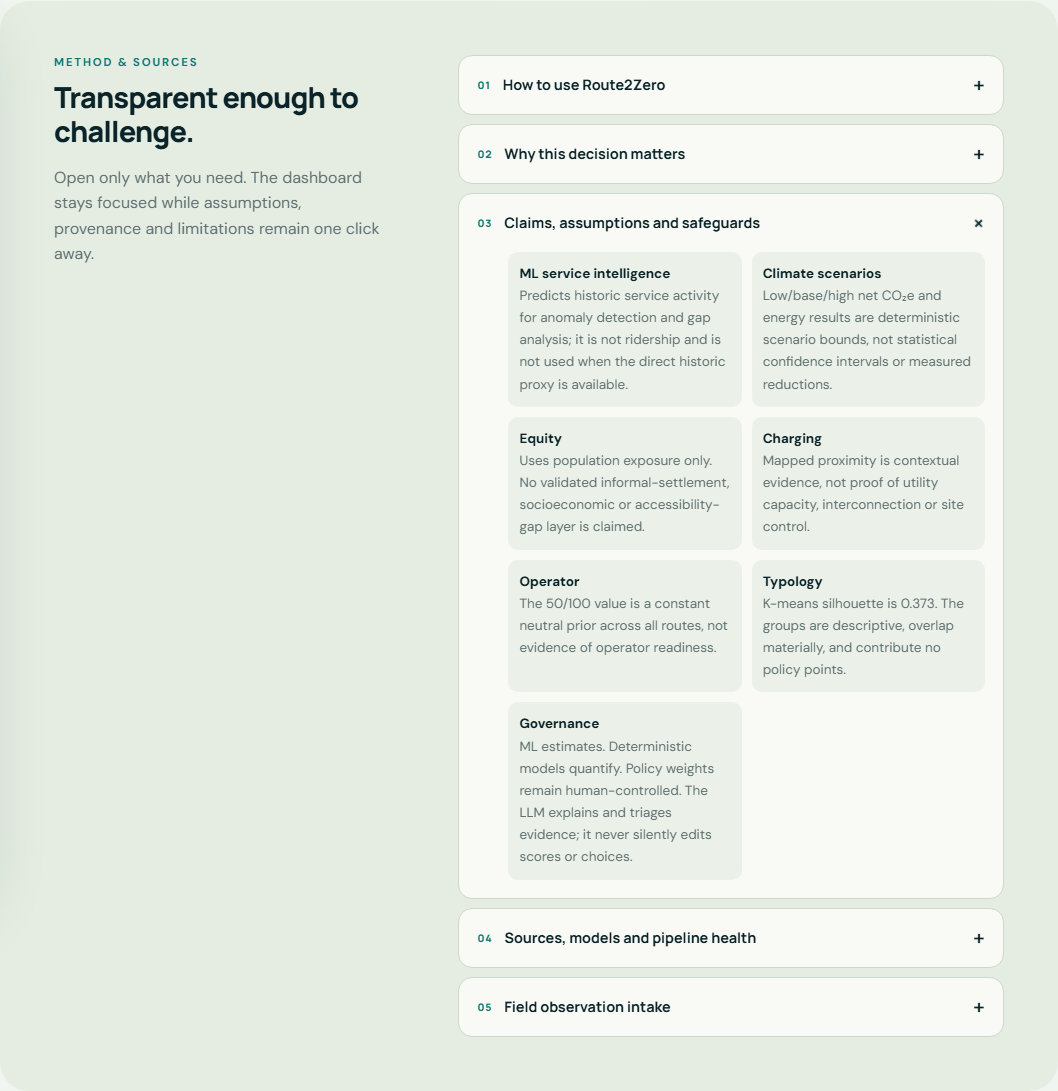 METHOD & SOURCES
Transparent enough to
challenge.
Open only what you need. The dashboard
stays focused while assumptions,
provenance and limitations remain one click
away.
01 How to use Route2Zero +
02 Why this decision matters +
03 Claims, assumptions and safeguards ×
ML service intelligence
Predicts historic service activity
for anomaly detection and gap
analysis; it is not ridership and is
not used when the direct historic
proxy is available.
Climate scenarios
Low/base/high net CO₂e and
energy results are deterministic
scenario bounds, not statistical
confidence intervals or measured
reductions.
Equity
Uses population exposure only.
No validated informal-settlement,
socioeconomic or accessibility-
gap layer is claimed.
Charging
Mapped proximity is contextual
evidence, not proof of utility
capacity, interconnection or site
control.
Operator
The 50/100 value is a constant
neutral prior across all routes, not
evidence of operator readiness.
Typology
K-means silhouette is 0.373. The
groups are descriptive, overlap
materially, and contribute no
policy points.
Governance
ML estimates. Deterministic
models quantify. Policy weights
remain human-controlled. The
LLM explains and triages
evidence; it never silently edits
scores or choices.
04 Sources, models and pipeline health +
05 Field observation intake +